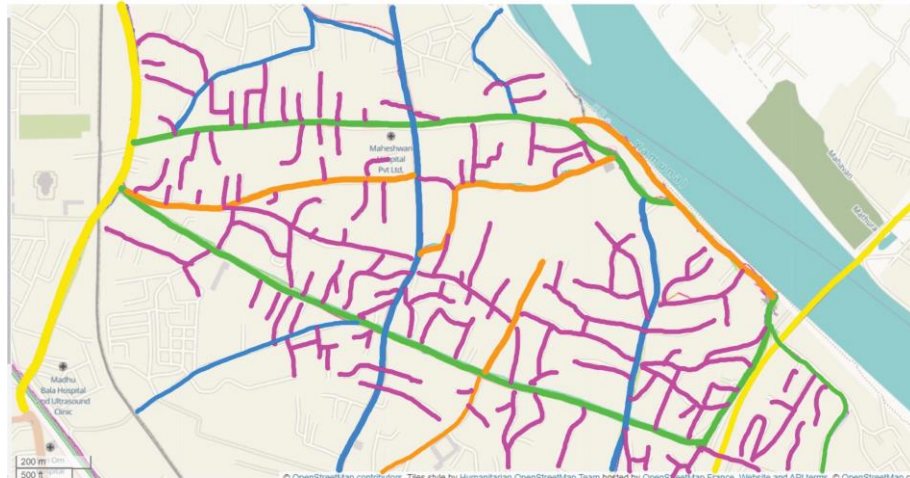 Maheshwari
Hospital
Pvt Ltd.
Mahavan
Mathura
Madhu
Bala Hospital
and Ultrasound
Clinic
200 m
500 ft
© OpenStreetMap contributors. Tiles style by Humanitarian OpenStreetMap Team hosted by OpenStreetMap France. Website and API terms. ©